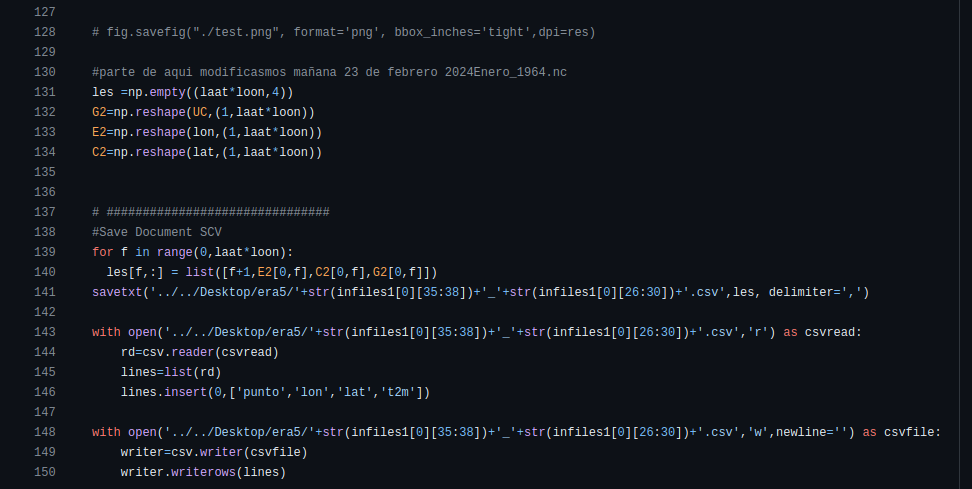 127
128 # fig.savefig("./test.png", format='png', bbox_inches='tight',dpi=res)
129
130 #parte de aqui modificasmos mañana 23 de febrero 2024Enero_1964.nc
131 les =np.empty((laat*loon,4))
132 G2=np.reshape(UC,(1,laat*loon))
133 E2=np.reshape(lon,(1,laat*loon))
134 C2=np.reshape(lat,(1,laat*loon))
135
136
137 # ###############################
138 #Save Document SCV
139 for f in range(0,laat*loon):
140   les[f,:] = list([f+1,E2[0,f],C2[0,f],G2[0,f]])
141 savetxt('../../Desktop/era5/'+str(infiles1[0][35:38])+'_'+str(infiles1[0][26:30])+'.csv',les, delimiter=',')
142
143 with open('../../Desktop/era5/'+str(infiles1[0][35:38])+'_'+str(infiles1[0][26:30])+'.csv','r') as csvread:
144     rd=csv.reader(csvread)
145     lines=list(rd)
146     lines.insert(0,['punto','lon','lat','t2m'])
147
148 with open('../../Desktop/era5/'+str(infiles1[0][35:38])+'_'+str(infiles1[0][26:30])+'.csv','w',newline='') as csvfile:
149     writer=csv.writer(csvfile)
150     writer.writerows(lines)